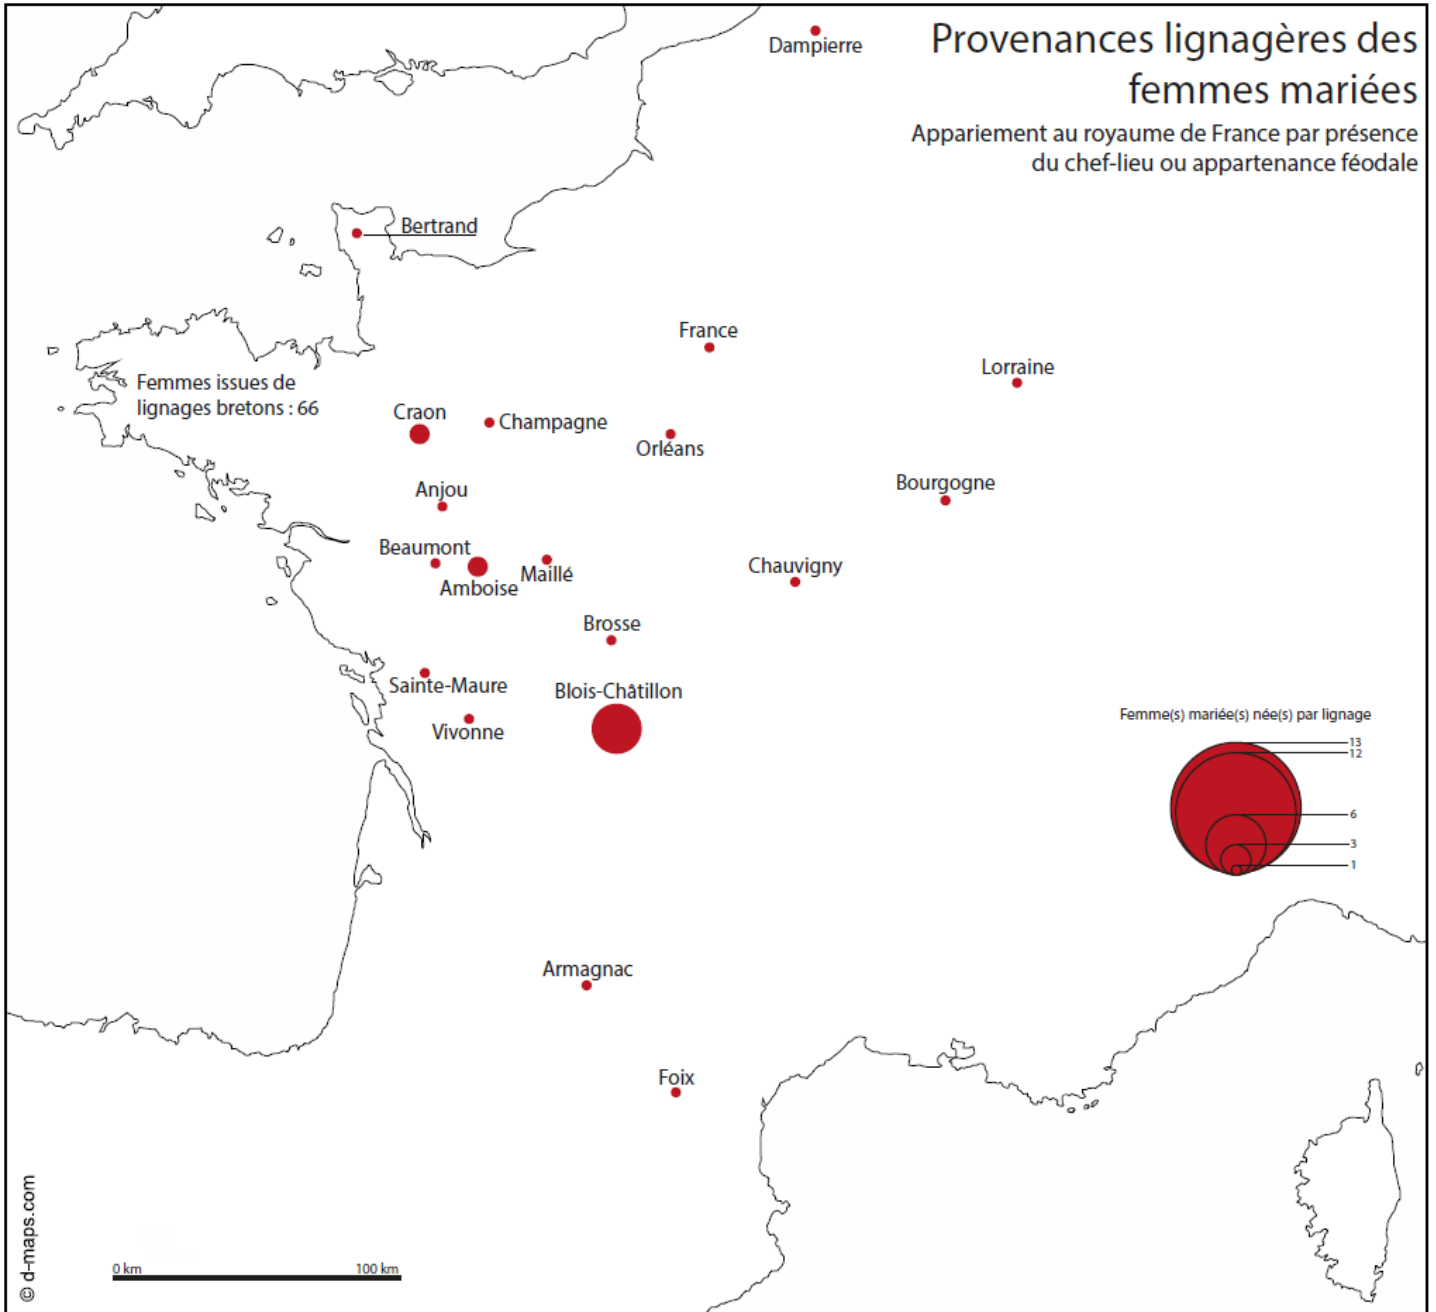 Provenances lignagères des
femmes mariées
Appariement au royaume de France par présence
du chef-lieu ou appartenance féodale
Dampierre
Bertrand
France
Lorraine
Femmes issues de
lignages bretons : 66
Craon
Champagne
Orléans
Bourgogne
Anjou
Beaumont
Amboise
Maillé
Chauvigny
Brosse
Sainte-Maure
Blois-Châtillon
Vivonne
Femme(s) mariée(s) née(s) par lignage
13
12
6
3
1
Armagnac
Foix
0 km
100 km
© d-maps.com